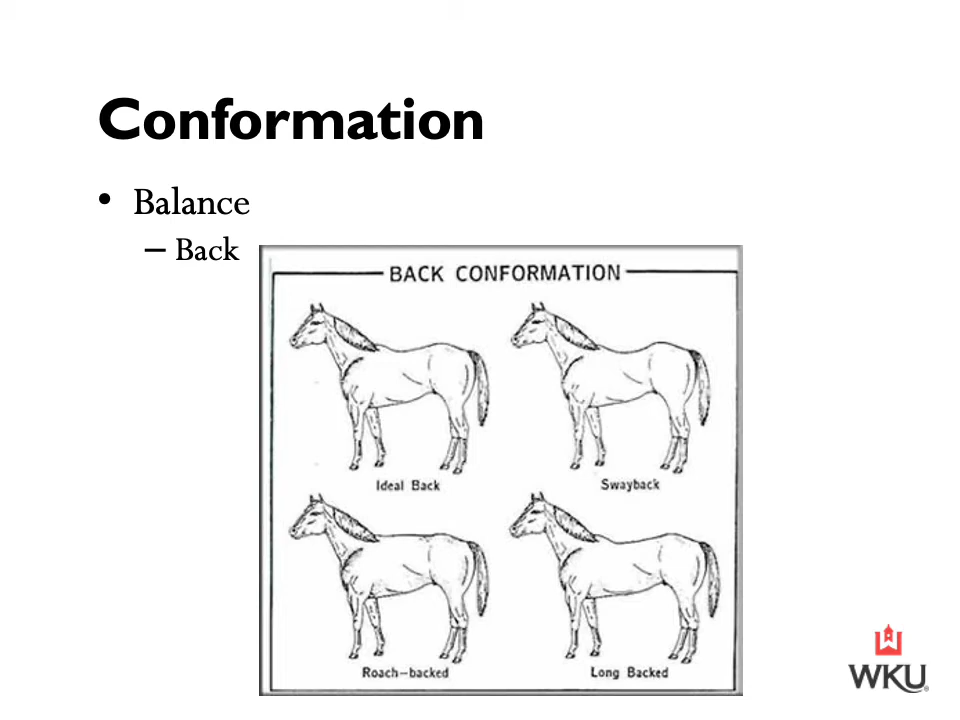 Conformation
• Balance
– Back
BACK CONFORMATION
Ideal Back
Swayback
Roach-backed
Long Backed
WKU®